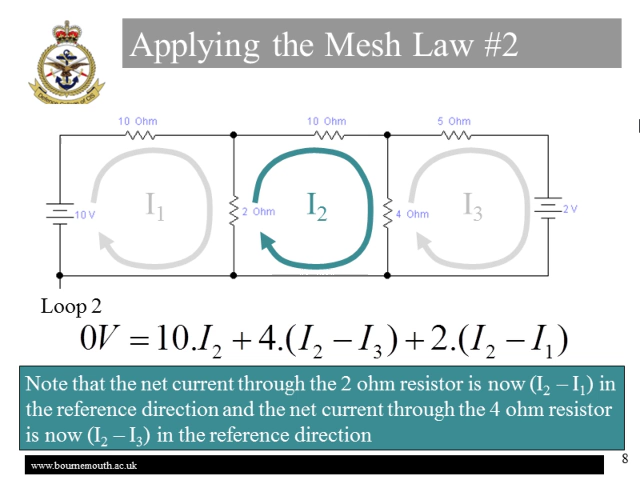 Applying the Mesh Law #2
10 Ohm 10 Ohm 5 Ohm
10 V I₁ 2 Ohm I₂ 4 Ohm I₃ 2 V
Loop 2
0V = 10.I₂ + 4.(I₂ − I₃) + 2.(I₂ − I₁)
Note that the net current through the 2 ohm resistor is now (I₂ – I₁) in
the reference direction and the net current through the 4 ohm resistor
is now (I₂ – I₃) in the reference direction
www.bournemouth.ac.uk 8